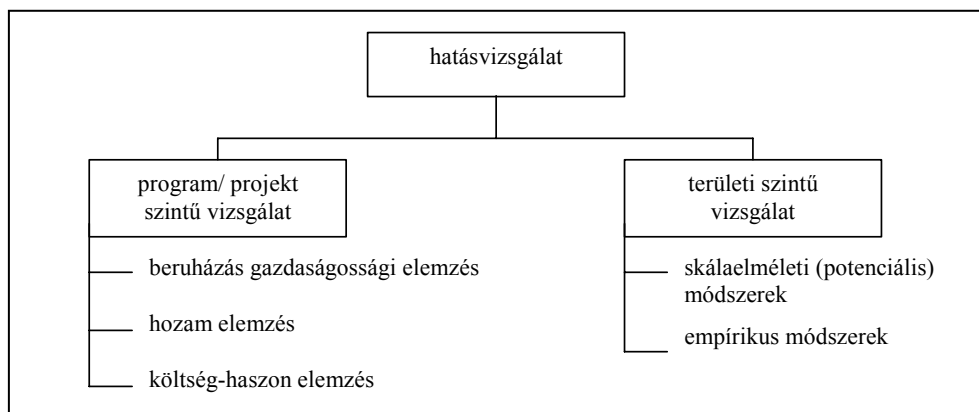 hatásvizsgálat
program/ projekt
szintű vizsgálat
beruházás gazdaságossági elemzés
hozam elemzés
költség-haszon elemzés
területi szintű
vizsgálat
skálaelméleti (potenciális)
módszerek
empírikus módszerek